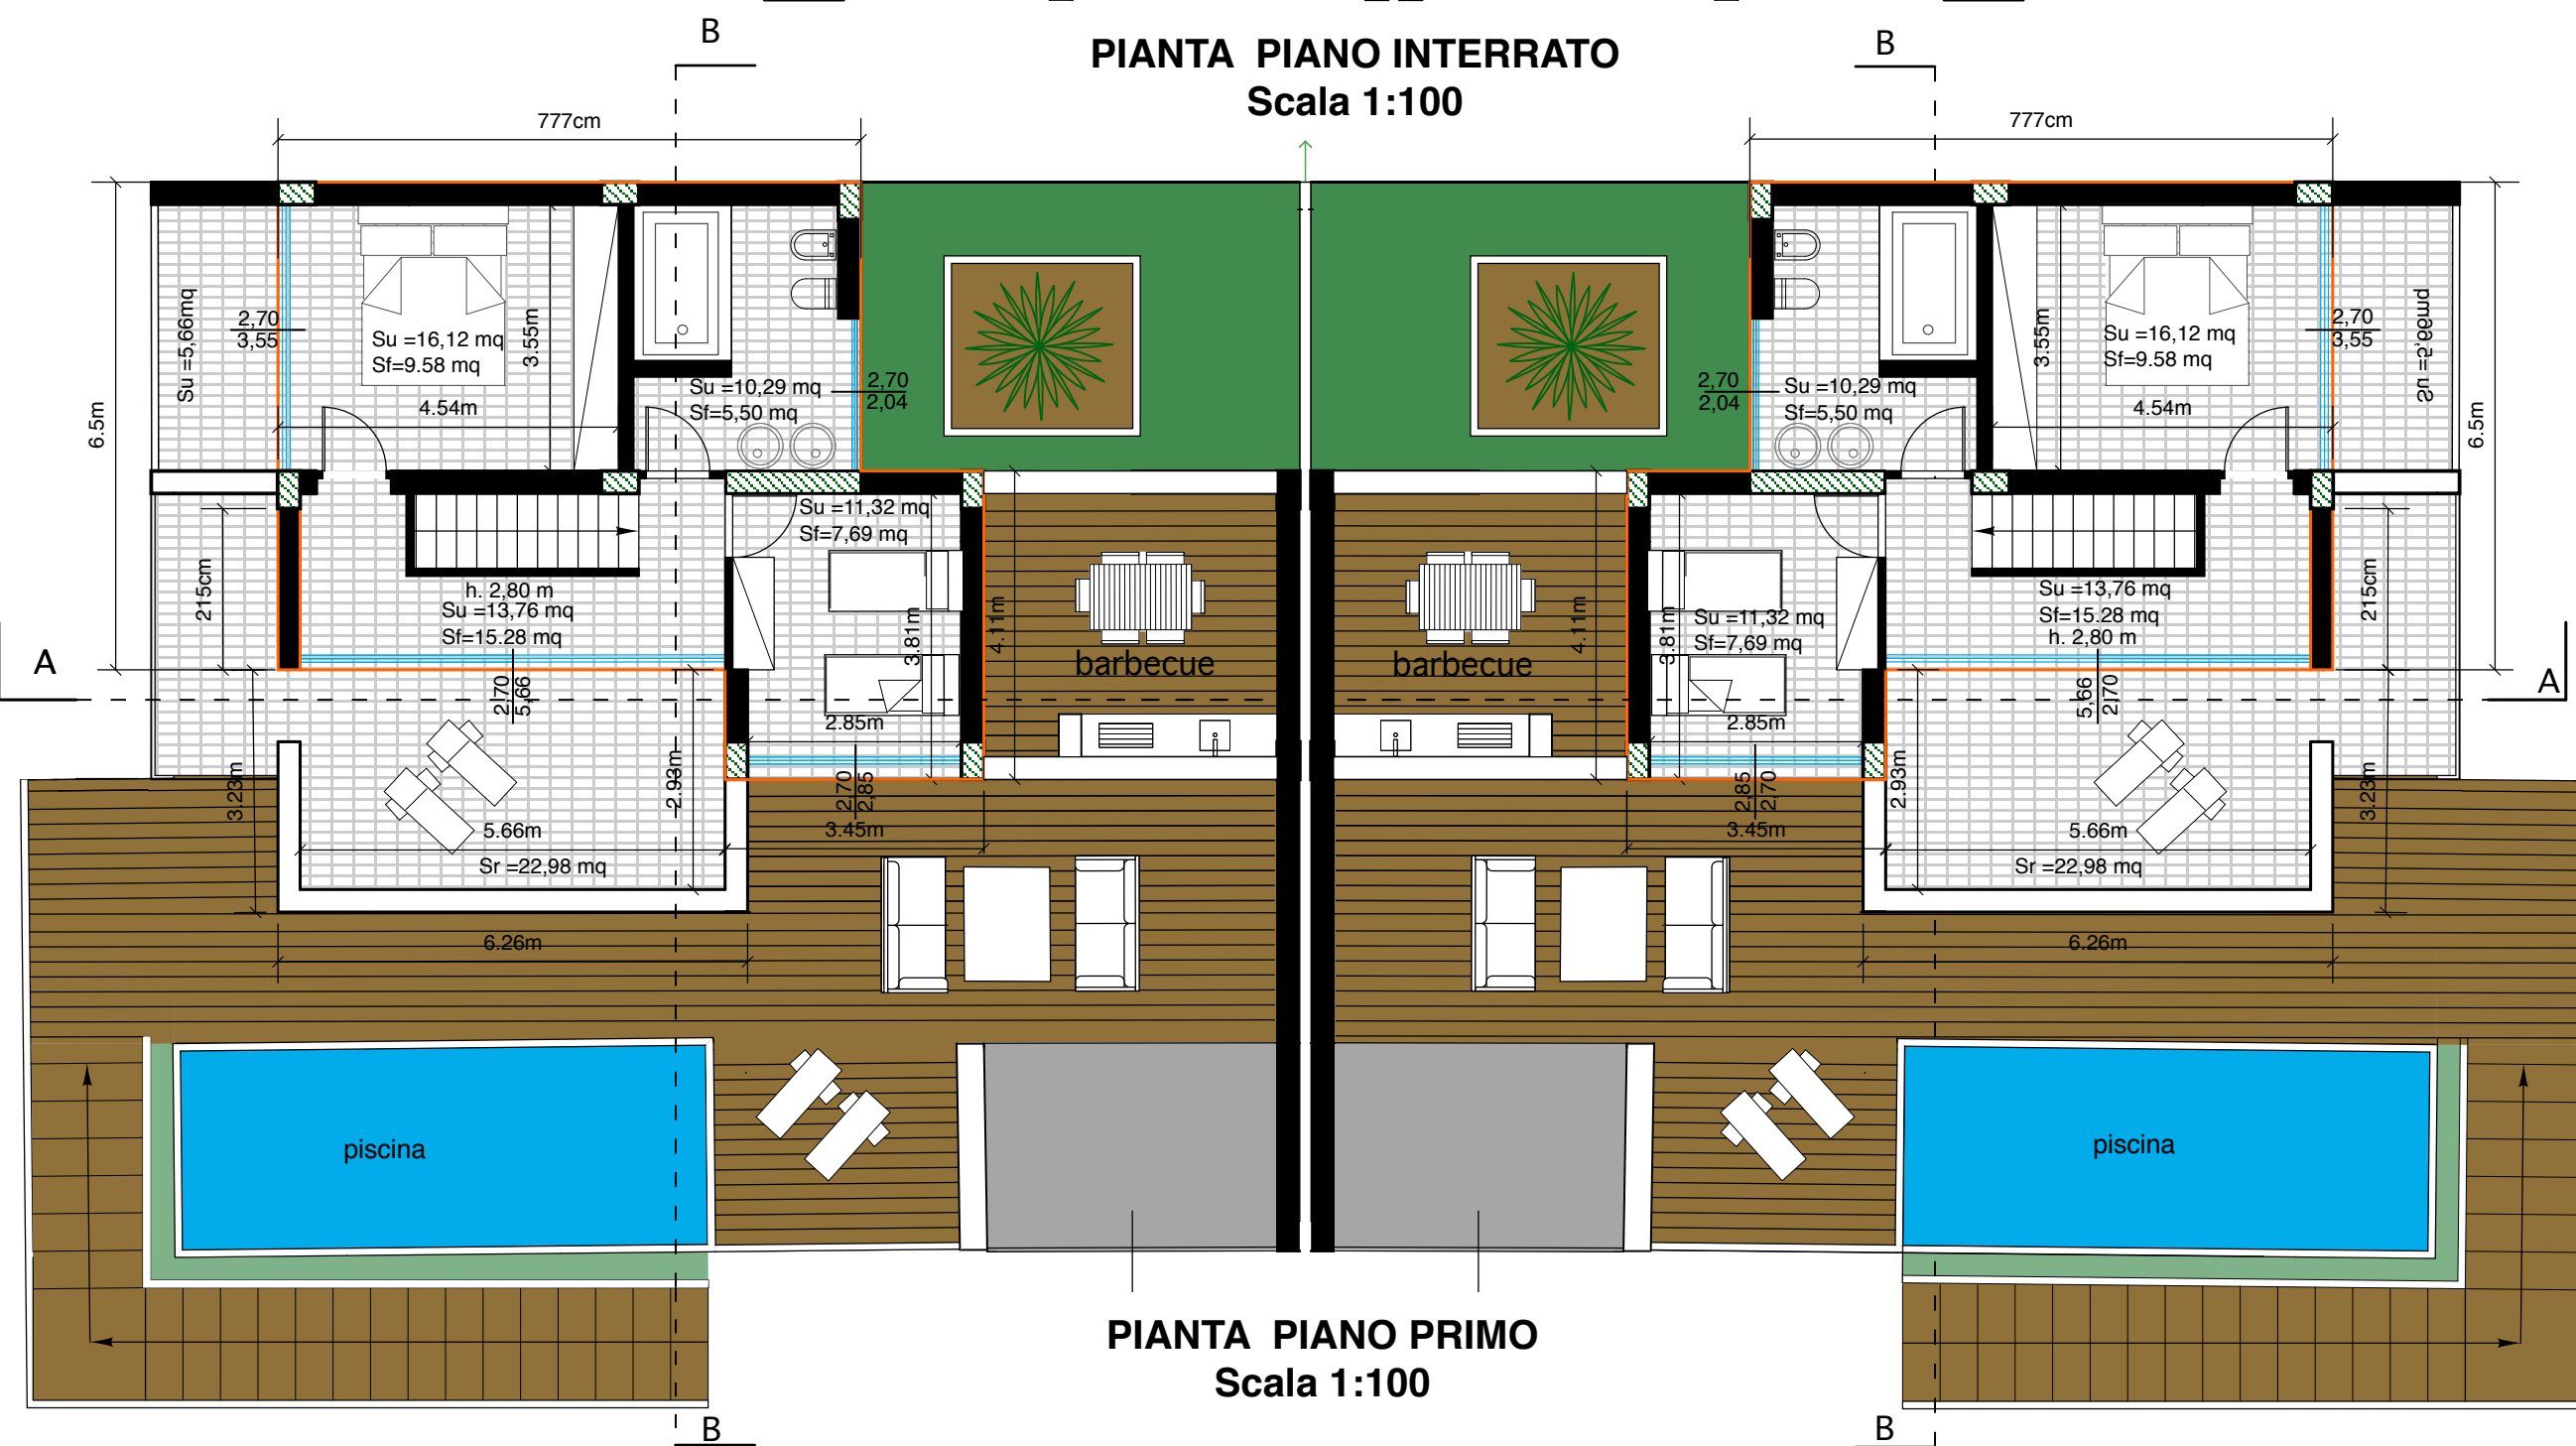 B
PIANTA PIANO INTERRATO
B
Scala 1:100
777cm
777cm
Su =5,66mq
2,70
3,55
Su =16,12 mq
Sf=9.58 mq
3.55m
4.54m
6.5m
Su =10,29 mq
Sf=5,50 mq
2,70
2,04
2,70
2,04
Su =10,29 mq
Sf=5,50 mq
3.55m
Su =16,12 mq
Sf=9.58 mq
4.54m
2,70
3,55
Su =5,66mq
6.5m
215cm
h. 2,80 m
Su =13,76 mq
Sf=15.28 mq
Su =11,32 mq
Sf=7,69 mq
3.81m
4.11m
barbecue
barbecue
4.11m
3.81m
Su =11,32 mq
Sf=7,69 mq
Su =13,76 mq
Sf=15.28 mq
h. 2,80 m
215cm
A
A
2,70
5,66
2.85m
2.85m
5,66
2,70
3.23m
2.93m
2,70
2,85
2,85
2,70
2.93m
3.23m
5.66m
3.45m
3.45m
5.66m
Sr =22,98 mq
Sr =22,98 mq
6.26m
6.26m
piscina
piscina
PIANTA PIANO PRIMO
Scala 1:100
B
B